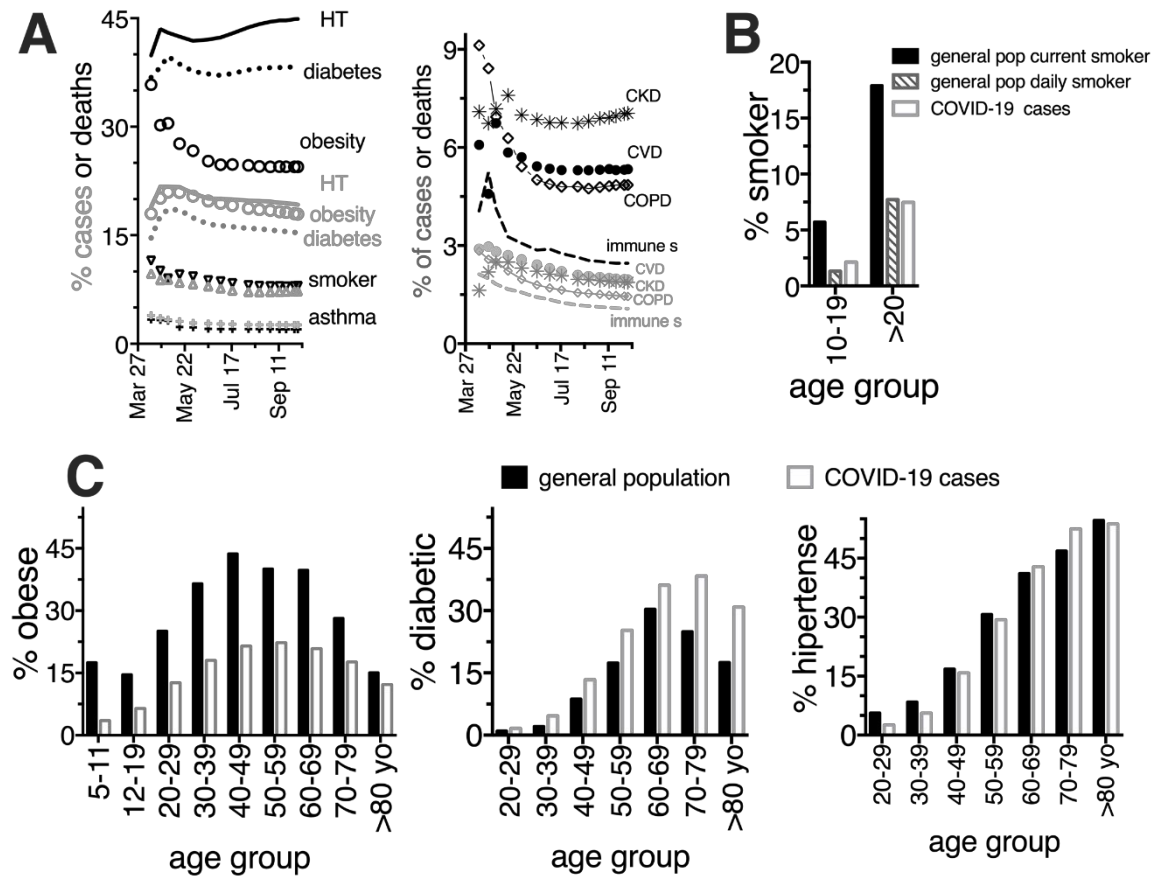 A
% cases or deaths
45
30
15
0
HT
diabetes
obesity
HT
obesity
diabetes
smoker
asthma
Mar 27
May 22
Jul 17
Sep 11
% of cases or deaths
9
6
3
0
CKD
CVD
COPD
immune s
CVD
CKD
COPD
immune s
Mar 27
May 22
Jul 17
Sep 11
B
general pop current smoker
general pop daily smoker
COVID-19 cases
% smoker
20
15
10
5
0
10-19
>20
age group
C
general population
COVID-19 cases
% obese
45
30
15
0
5-11
12-19
20-29
30-39
40-49
50-59
60-69
70-79
>80 yo
age group
% diabetic
45
30
15
0
20-29
30-39
40-49
50-59
60-69
70-79
>80 yo
age group
% hipertense
45
30
15
0
20-29
30-39
40-49
50-59
60-69
70-79
>80 yo
age group